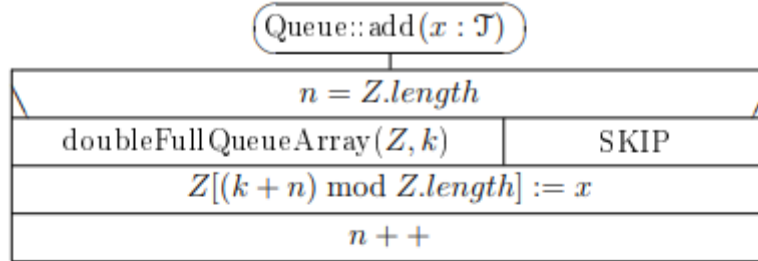 Queue::add(x : 𝒯)
n = Z.length
doubleFullQueueArray(Z, k) SKIP
Z[(k + n) mod Z.length] := x
n + +